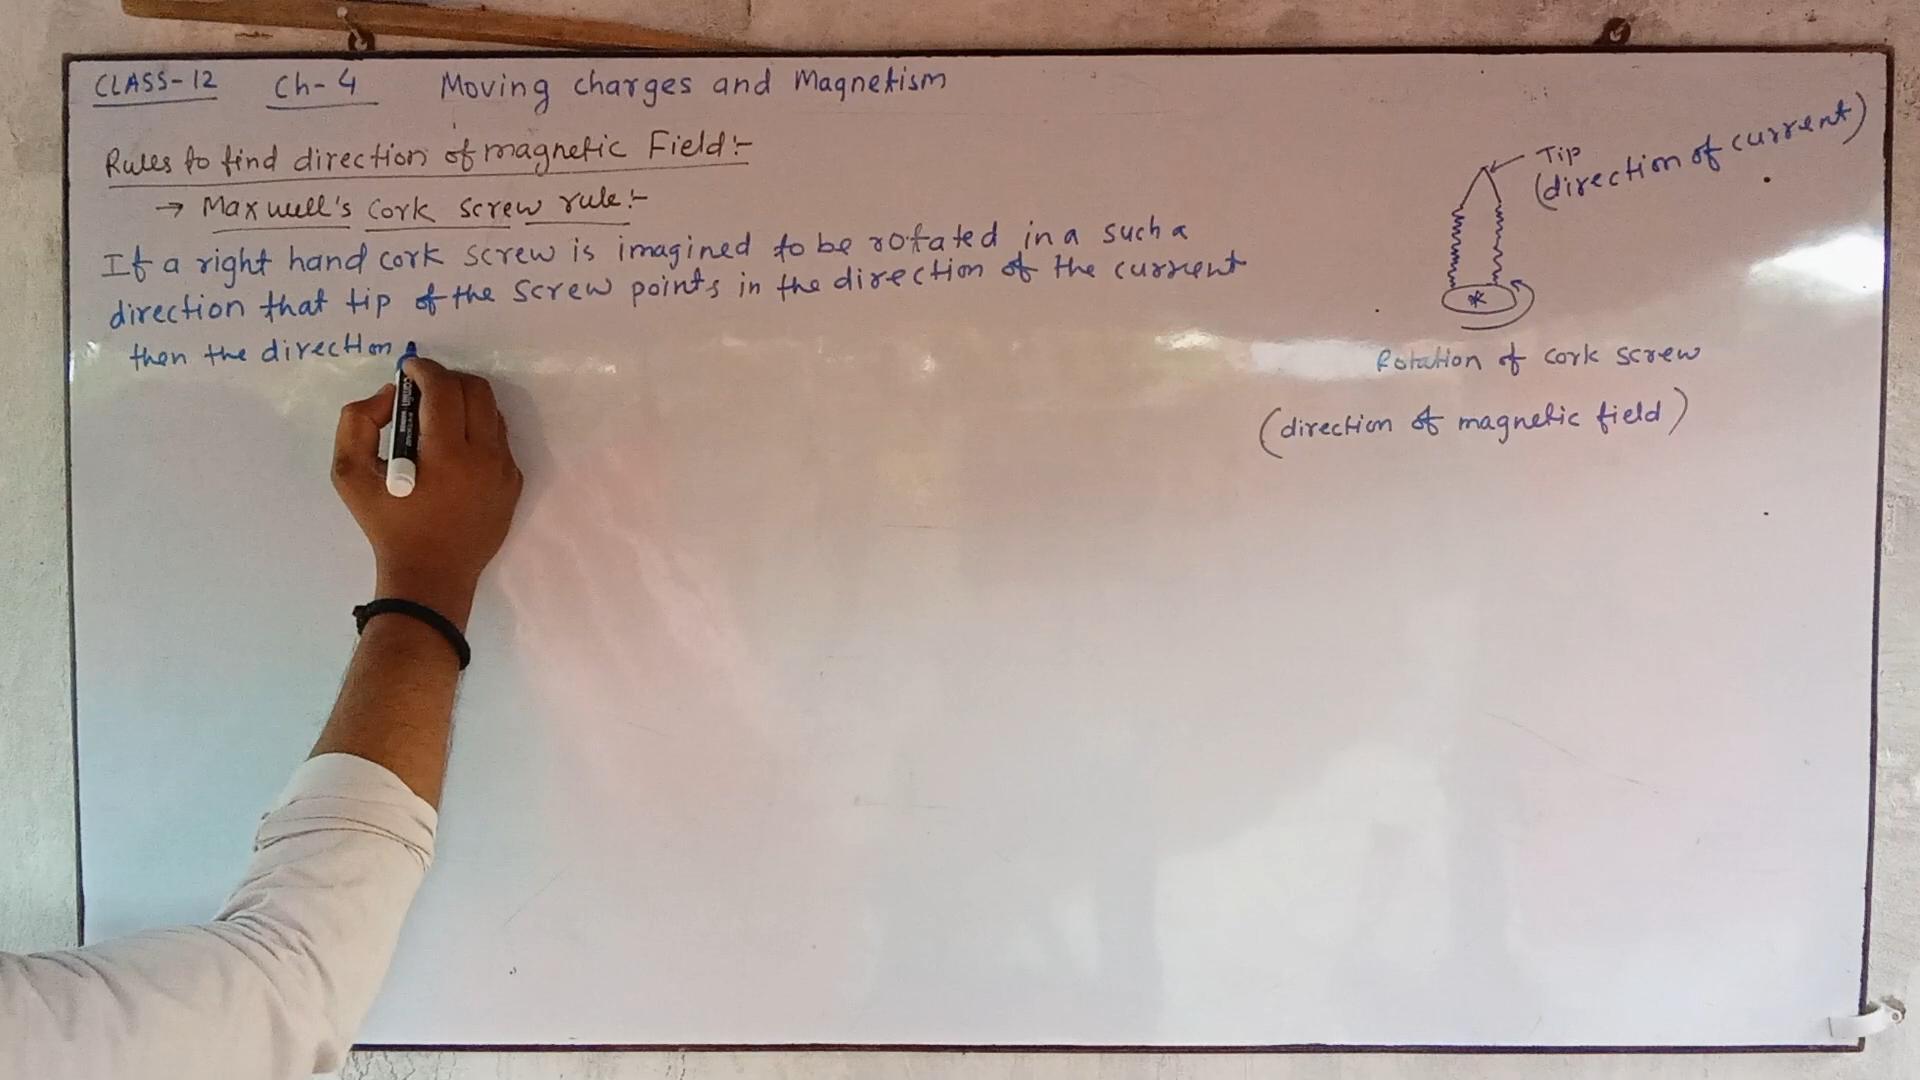 CLASS-12 Ch-4 Moving charges and Magnetism
Rules to find direction of magnetic Field:-
→ Maxwell's cork screw rule:-
If a right hand cork screw is imagined to be rotated in a such a
direction that tip of the screw points in the direction of the current
then the direction
Tip
(direction of current)
Rotation of cork screw
(direction of magnetic field)